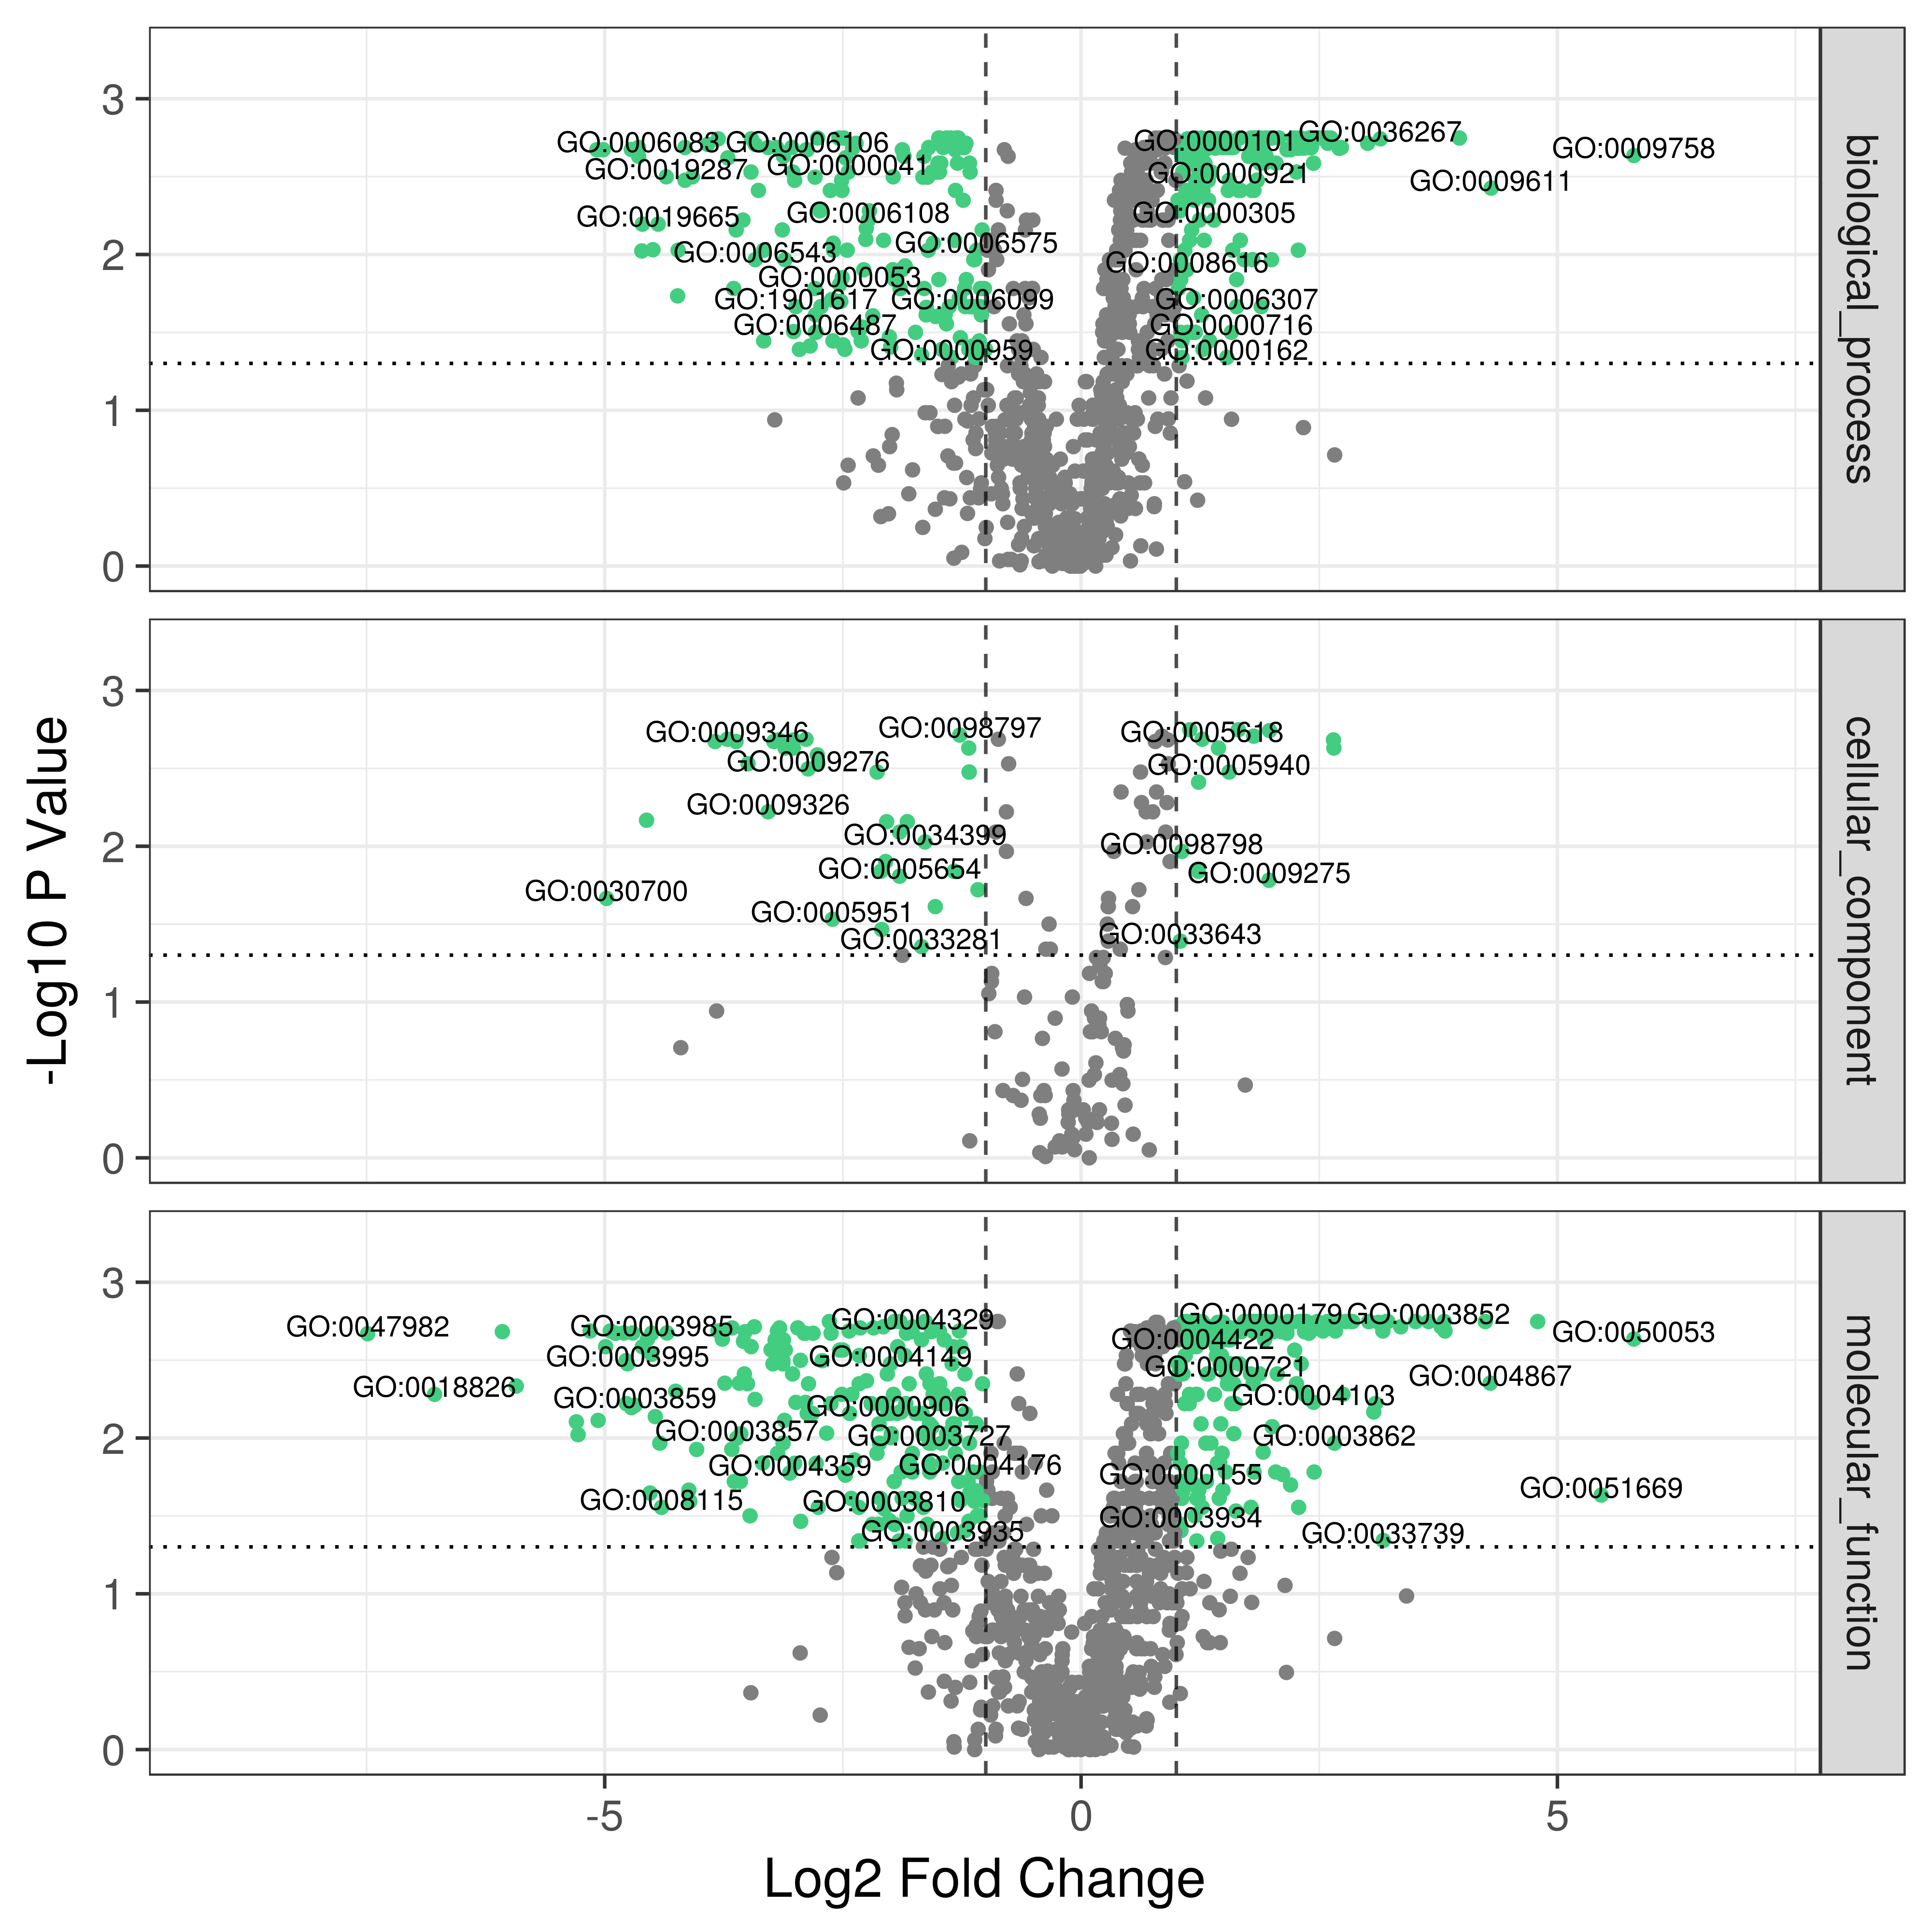 -Log10 P Value
3
2
1
0
GO:0006083
GO:0006106
GO:0000101
GO:0036267
GO:0009758
GO:0019287
GO:0000041
GO:0000921
GO:0009611
GO:0019665
GO:0006108
GO:0000305
GO:0006543
GO:0006575
GO:0008616
GO:0000053
GO:1901617
GO:0006099
GO:0006307
GO:0006487
GO:0000716
GO:0000959
GO:0000162
biological_process
3
2
1
0
GO:0009346
GO:0098797
GO:0005618
GO:0009276
GO:0005940
GO:0009326
GO:0034399
GO:0098798
GO:0005654
GO:0009275
GO:0030700
GO:0005951
GO:0033281
GO:0033643
cellular_component
3
2
1
0
GO:0047982
GO:0003985
GO:0004329
GO:0000179
GO:0003852
GO:0050053
GO:0003995
GO:0004149
GO:0004422
GO:0000721
GO:0004867
GO:0018826
GO:0003859
GO:0000906
GO:0004103
GO:0003857
GO:0003727
GO:0003862
GO:0004359
GO:0004176
GO:0000155
GO:0051669
GO:0008115
GO:0003810
GO:0003934
GO:0003935
GO:0033739
molecular_function
-5
0
5
Log2 Fold Change